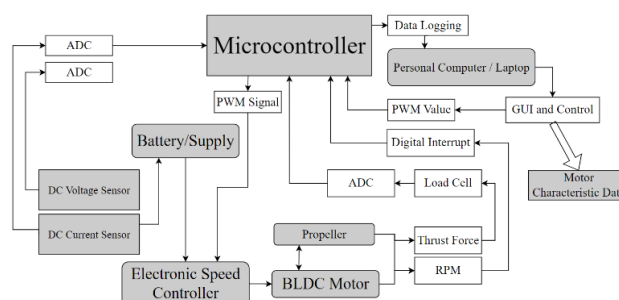 Data Logging
ADC
Microcontroller
ADC
Personal Computer / Laptop
PWM Signal
PWM Value
GUI and Control
Battery/Supply
Digital Interrupt
DC Voltage Sensor
ADC
Load Cell
Motor
Characteristic Data
DC Current Sensor
Propeller
Thrust Force
Electronic Speed
Controller
BLDC Motor
RPM